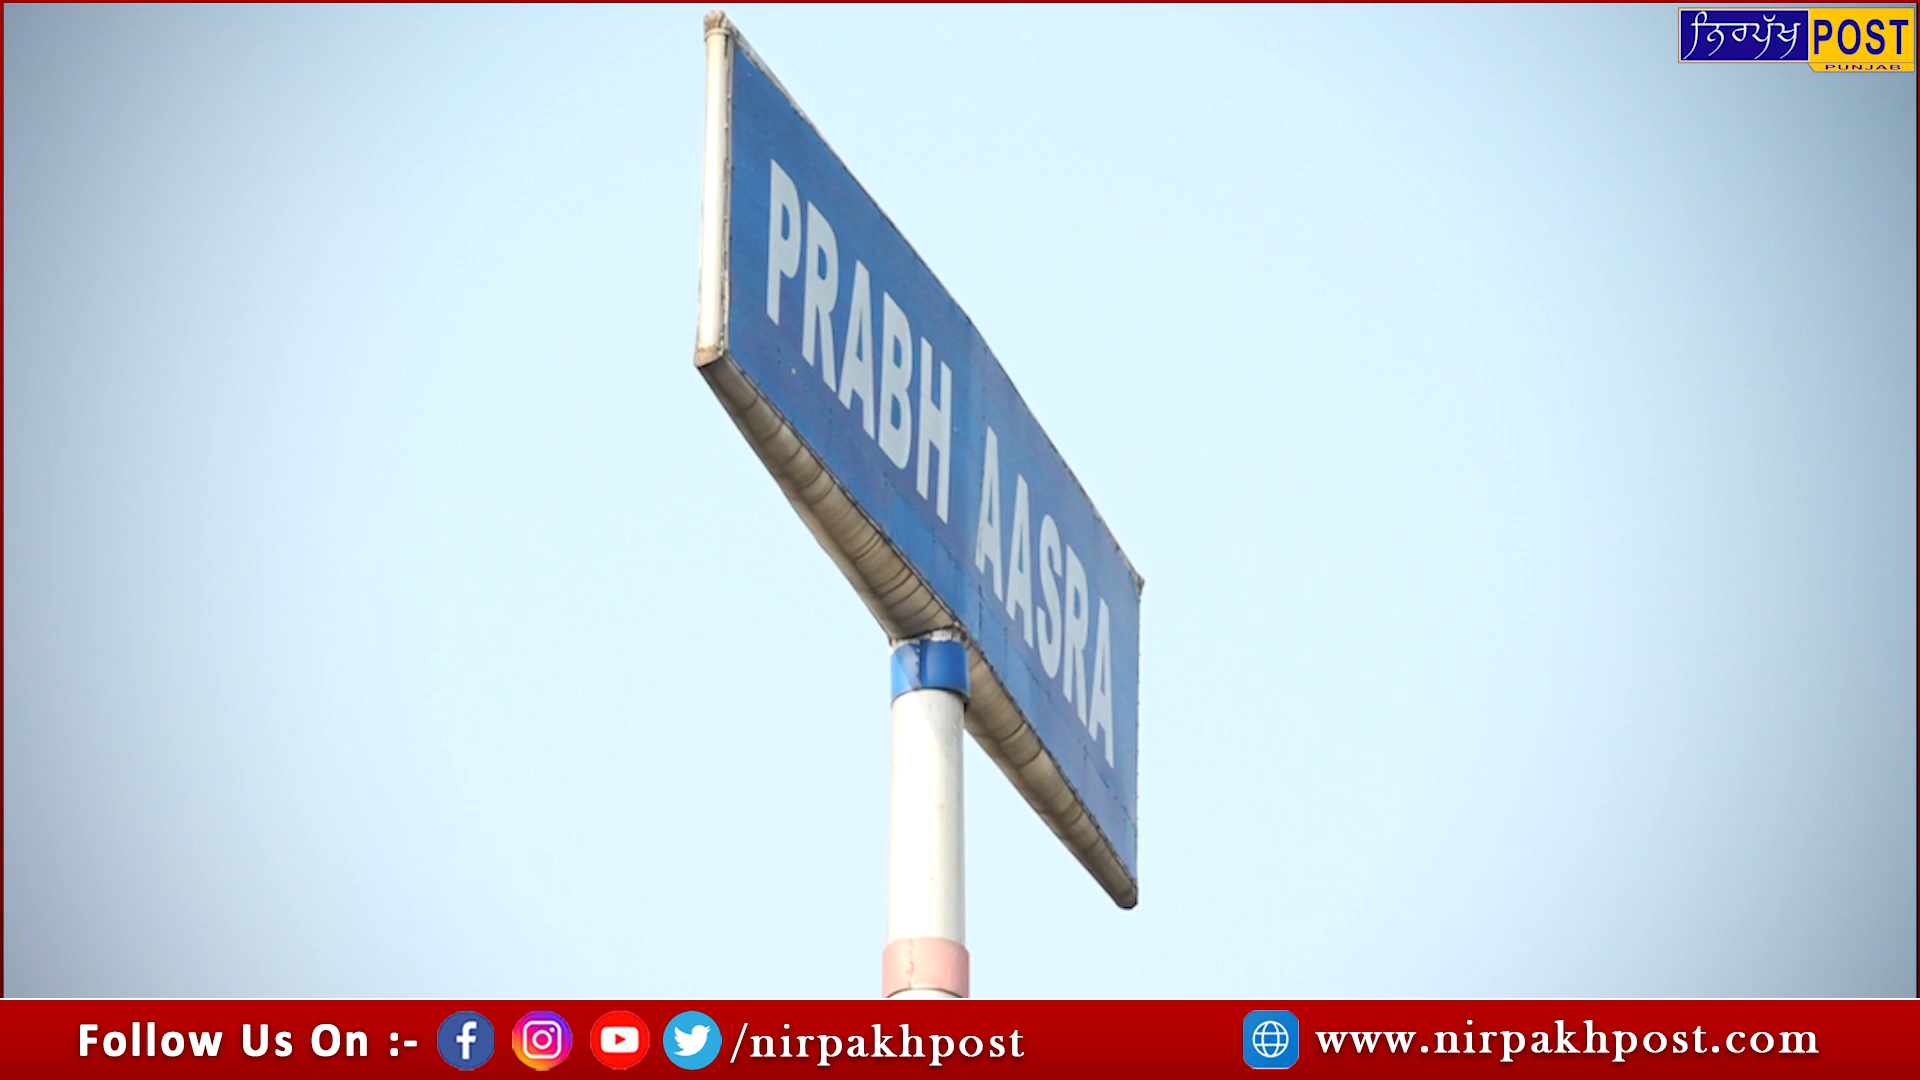 ਨਿਰਪੱਖ POST
PUNJAB
PRABH AASRA
Follow Us On :- /nirpakhpost
www.nirpakhpost.com